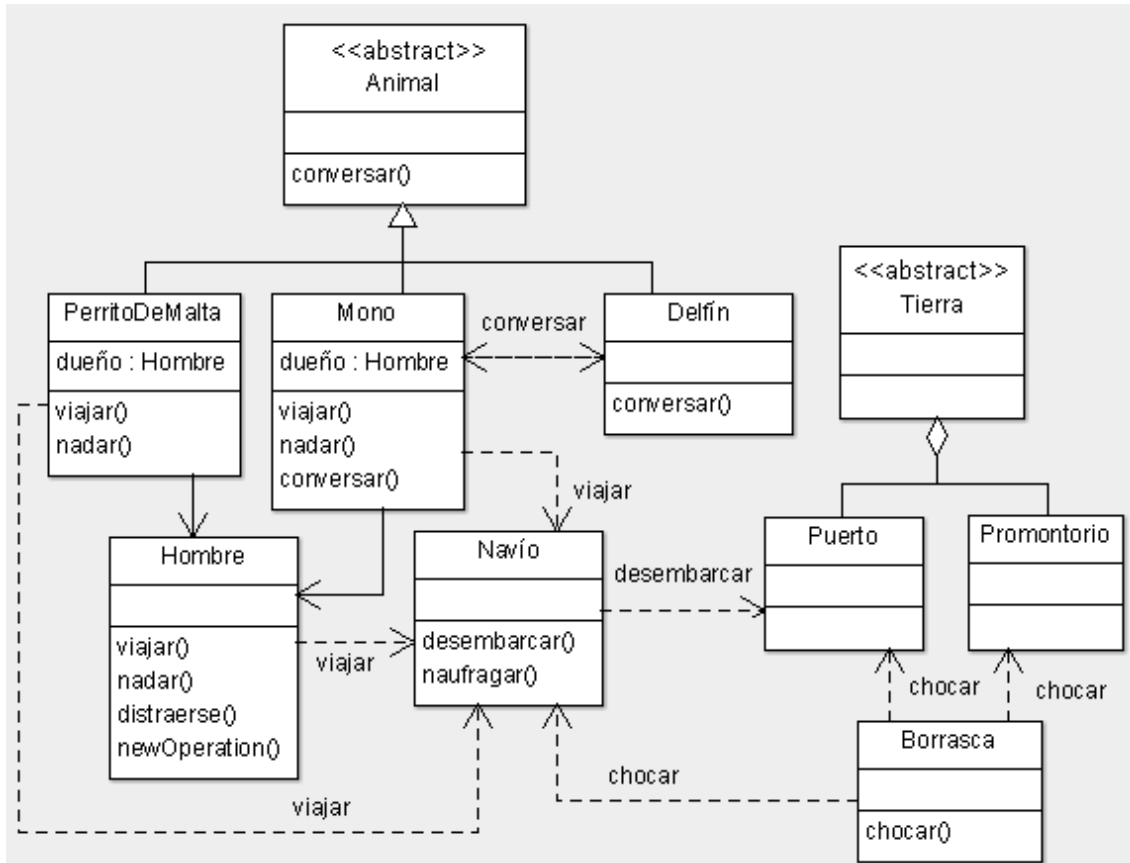 <<abstract>>
Animal
conversar()
<<abstract>>
Tierra
PerritoDeMalta
dueño : Hombre
viajar()
nadar()
Mono
dueño : Hombre
viajar()
nadar()
conversar()
conversar
Delfín
conversar()
viajar
Hombre
viajar()
nadar()
distraerse()
newOperation()
viajar
Navío
desembarcar()
naufragar()
desembarcar
Puerto
Promontorio
chocar
chocar
Borrasca
chocar()
chocar
viajar